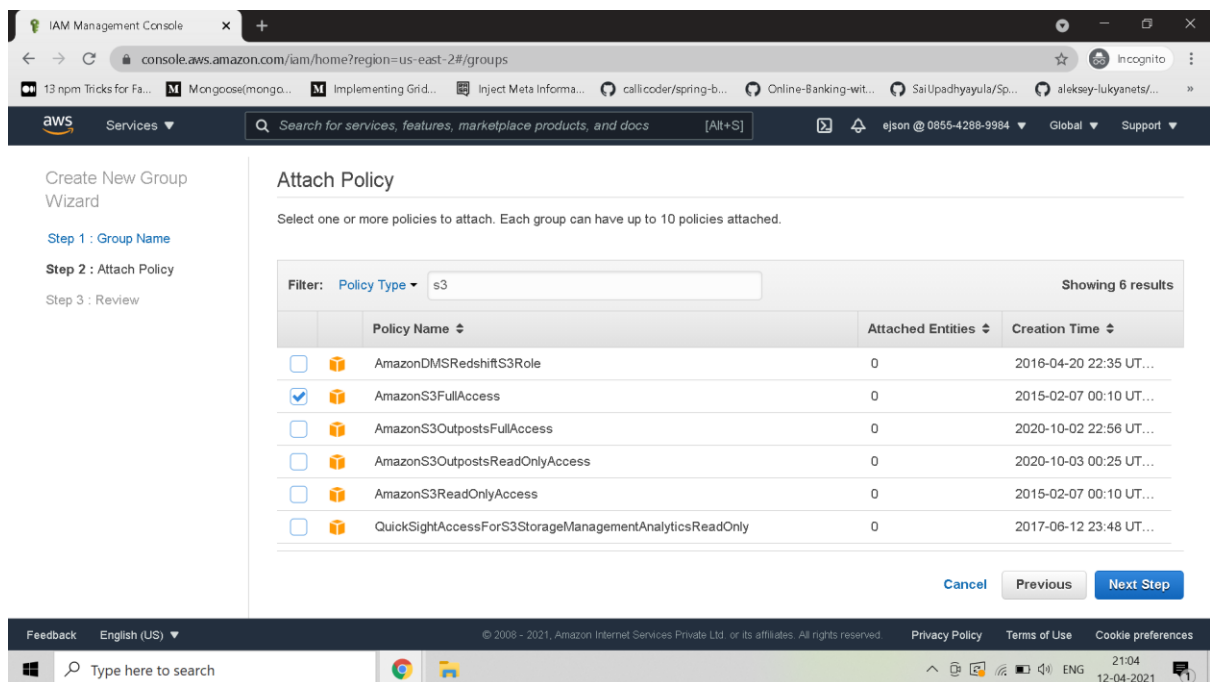 IAM Management Console
console.aws.amazon.com/iam/home?region=us-east-2#/groups
Incognito
13 npm Tricks for Fa...
Mongoose(mongo...
Implementing Grid...
Inject Meta Informa...
callicoder/spring-b...
Online-Banking-wit...
SaiUpadhyayula/Sp...
aleksey-lukyanets/...
»
aws
Services ▼
Search for services, features, marketplace products, and docs
[Alt+S]
ejson @ 0855-4288-9984 ▼
Global ▼
Support ▼
Create New Group
Wizard
Step 1 : Group Name
Step 2 : Attach Policy
Step 3 : Review
Attach Policy
Select one or more policies to attach. Each group can have up to 10 policies attached.
Filter: Policy Type s3 Showing 6 results
Policy Name Attached Entities Creation Time
AmazonDMSRedshiftS3Role 0 2016-04-20 22:35 UT...
AmazonS3FullAccess 0 2015-02-07 00:10 UT...
AmazonS3OutpostsFullAccess 0 2020-10-02 22:56 UT...
AmazonS3OutpostsReadOnlyAccess 0 2020-10-03 00:25 UT...
AmazonS3ReadOnlyAccess 0 2015-02-07 00:10 UT...
QuickSightAccessForS3StorageManagementAnalyticsReadOnly 0 2017-06-12 23:48 UT...
Cancel Previous Next Step
Feedback English (US) ▼ © 2008 - 2021, Amazon Internet Services Private Ltd. or its affiliates. All rights reserved. Privacy Policy Terms of Use Cookie preferences
Type here to search
ENG
21:04
12-04-2021
1